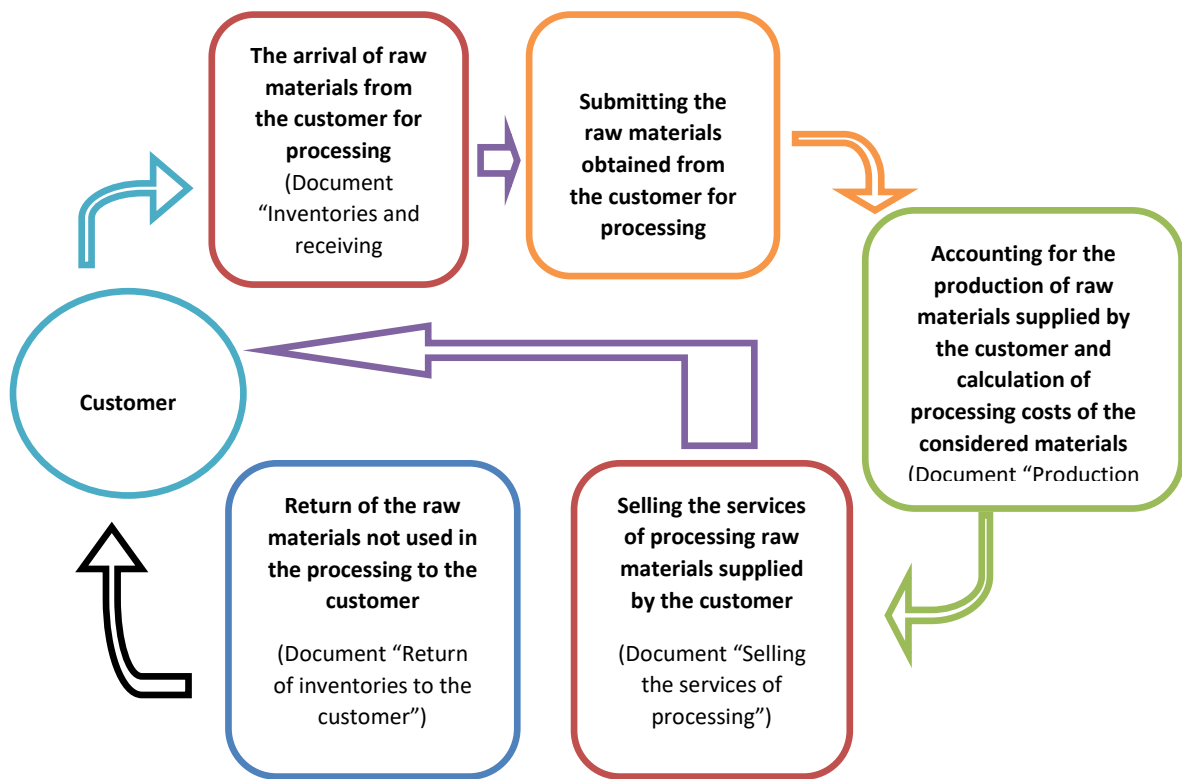 The arrival of raw
materials from
the customer for
processing
(Document
“Inventories and
receiving
Submitting the
raw materials
obtained from
the customer for
processing
Accounting for the
production of raw
materials supplied by
the customer and
calculation of
processing costs of the
considered materials
(Document “Production
Customer
Return of the raw
materials not used in
the processing to the
customer
(Document “Return
of inventories to the
customer”)
Selling the services
of processing raw
materials supplied
by the customer
(Document “Selling
the services of
processing”)